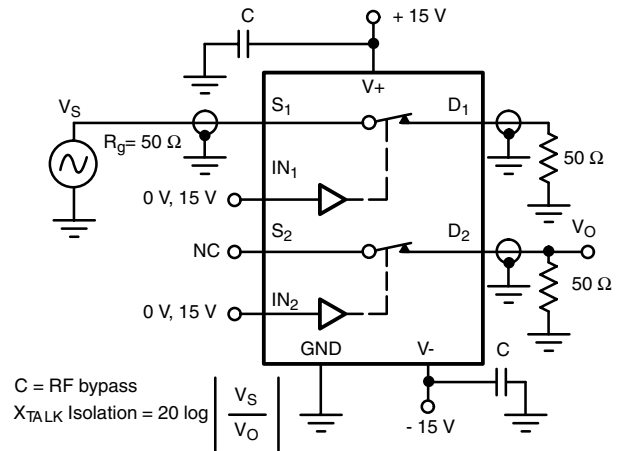 C
+ 15 V
V+
VS
S1
D1
Rg= 50 Ω
50 Ω
IN1
0 V, 15 V
S2
D2
VO
NC
50 Ω
IN2
0 V, 15 V
GND
V-
C
C = RF bypass
XTALK Isolation = 20 log | VS / VO |
- 15 V